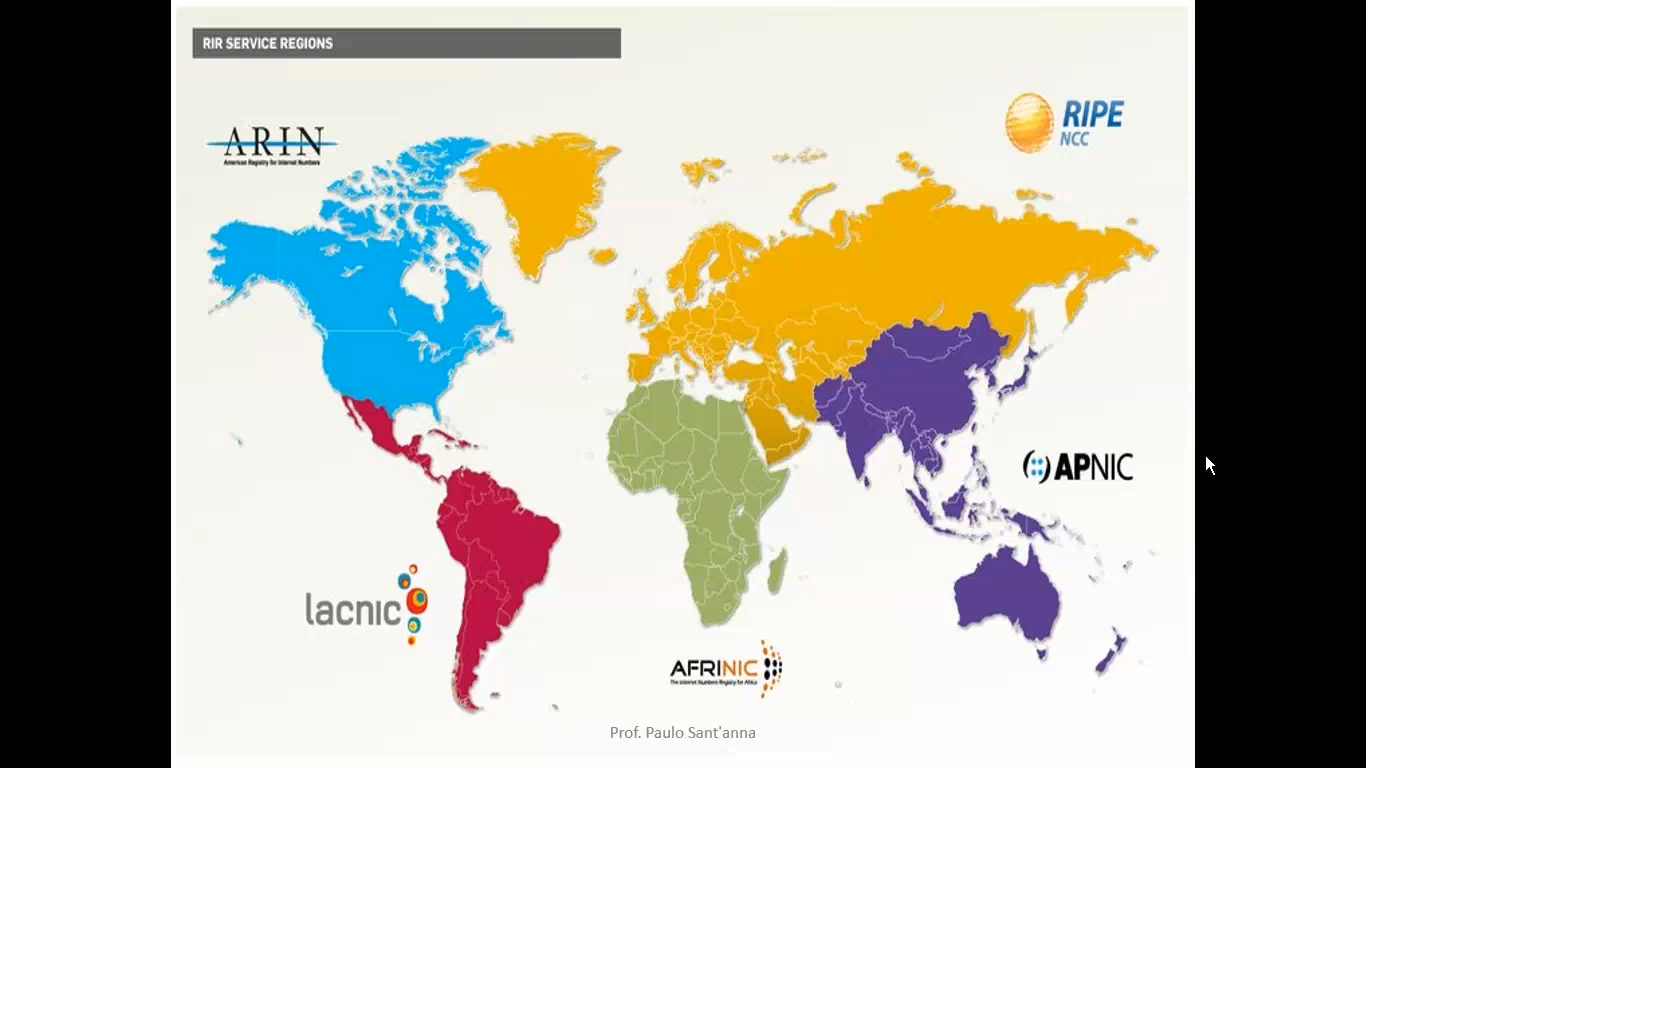 RIR SERVICE REGIONS
ARIN
American Registry for Internet Numbers
RIPE
NCC
APNIC
lacnic
AFRINIC
The Internet Numbers Registry for Africa
Prof. Paulo Sant'anna